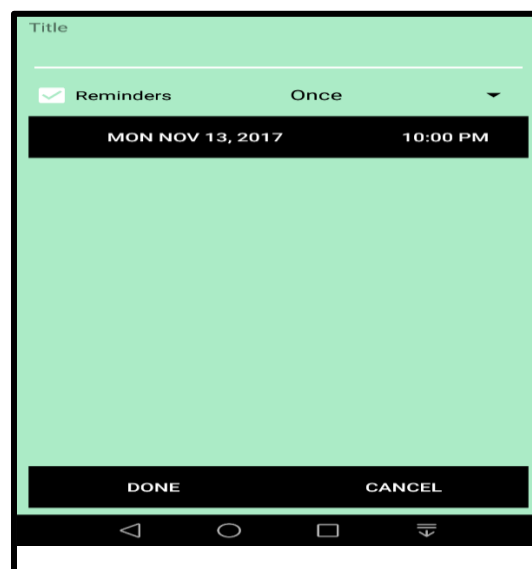 Title
Reminders Once
MON NOV 13, 2017 10:00 PM
DONE CANCEL